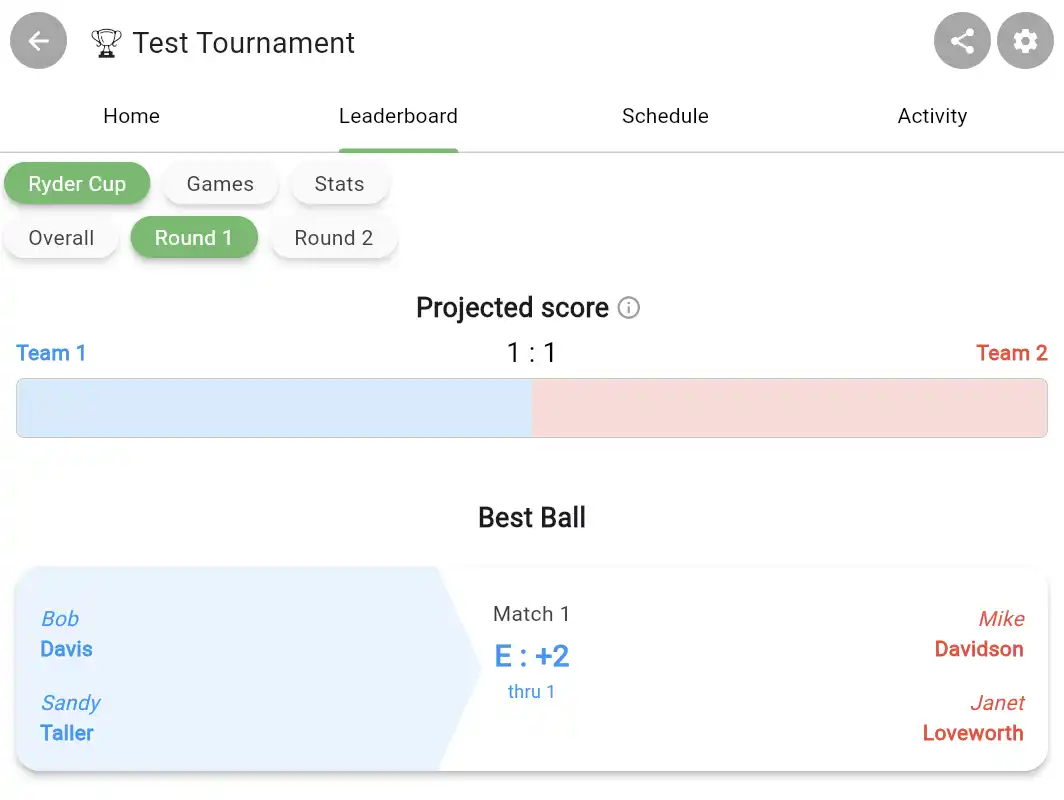 Test Tournament
Home Leaderboard Schedule Activity
Ryder Cup Games Stats
Overall Round 1 Round 2
Projected score
Team 1 1 : 1 Team 2
Best Ball
Bob
Davis
Sandy
Taller
Match 1
E : +2
thru 1
Mike
Davidson
Janet
Loveworth